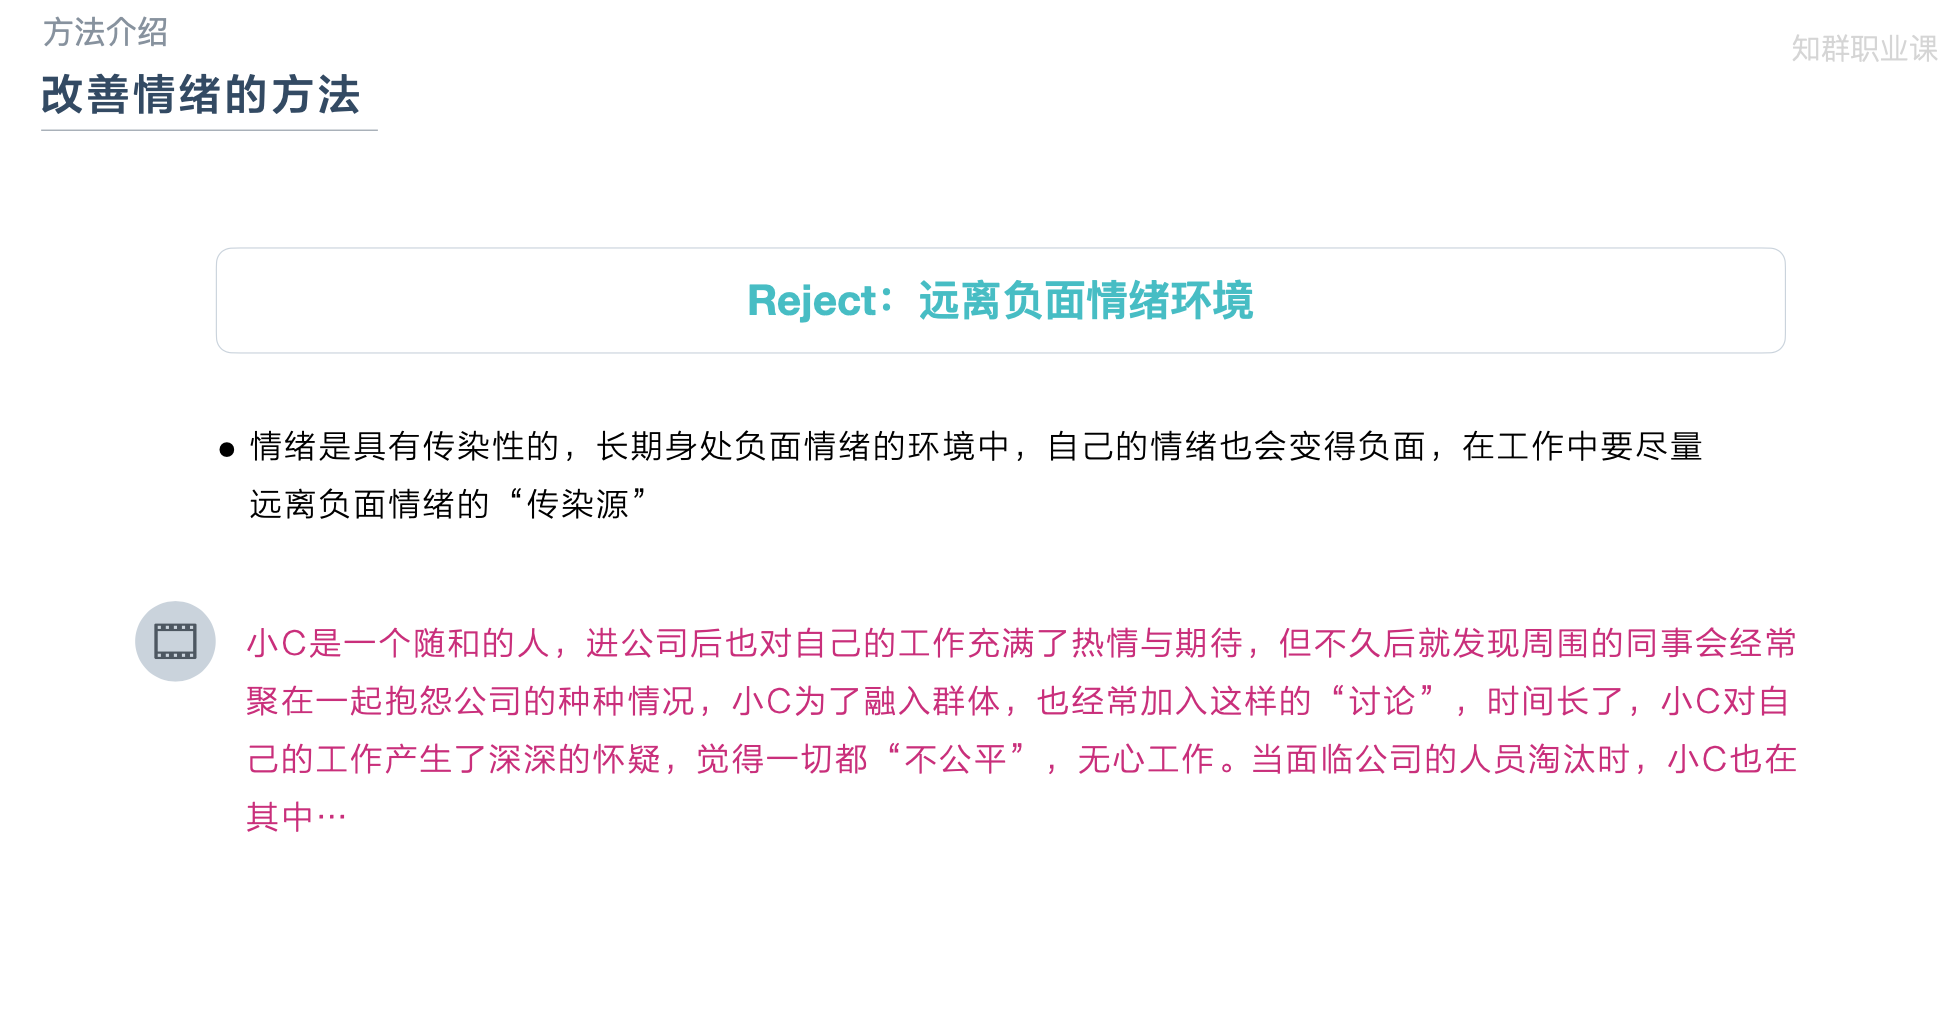 方法介绍
知群职业课
改善情绪的方法
Reject：远离负面情绪环境
● 情绪是具有传染性的，长期身处负面情绪的环境中，自己的情绪也会变得负面，在工作中要尽量
远离负面情绪的“传染源”
小C是一个随和的人，进公司后也对自己的工作充满了热情与期待，但不久后就发现周围的同事会经常
聚在一起抱怨公司的种种情况，小C为了融入群体，也经常加入这样的“讨论”，时间长了，小C对自
己的工作产生了深深的怀疑，觉得一切都“不公平”，无心工作。当面临公司的人员淘汰时，小C也在
其中…